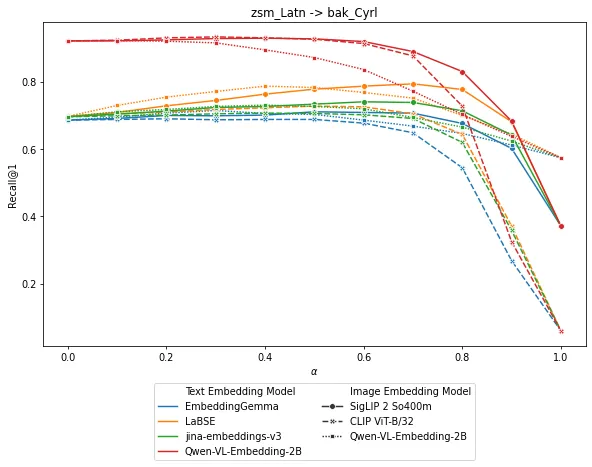 zsm_Latn -> bak_Cyrl
Recall@1
0.8
0.6
0.4
0.2
0.0 0.2 0.4 0.6 0.8 1.0
α
Text Embedding Model Image Embedding Model
EmbeddingGemma SigLIP 2 So400m
LaBSE CLIP ViT-B/32
jina-embeddings-v3 Qwen-VL-Embedding-2B
Qwen-VL-Embedding-2B